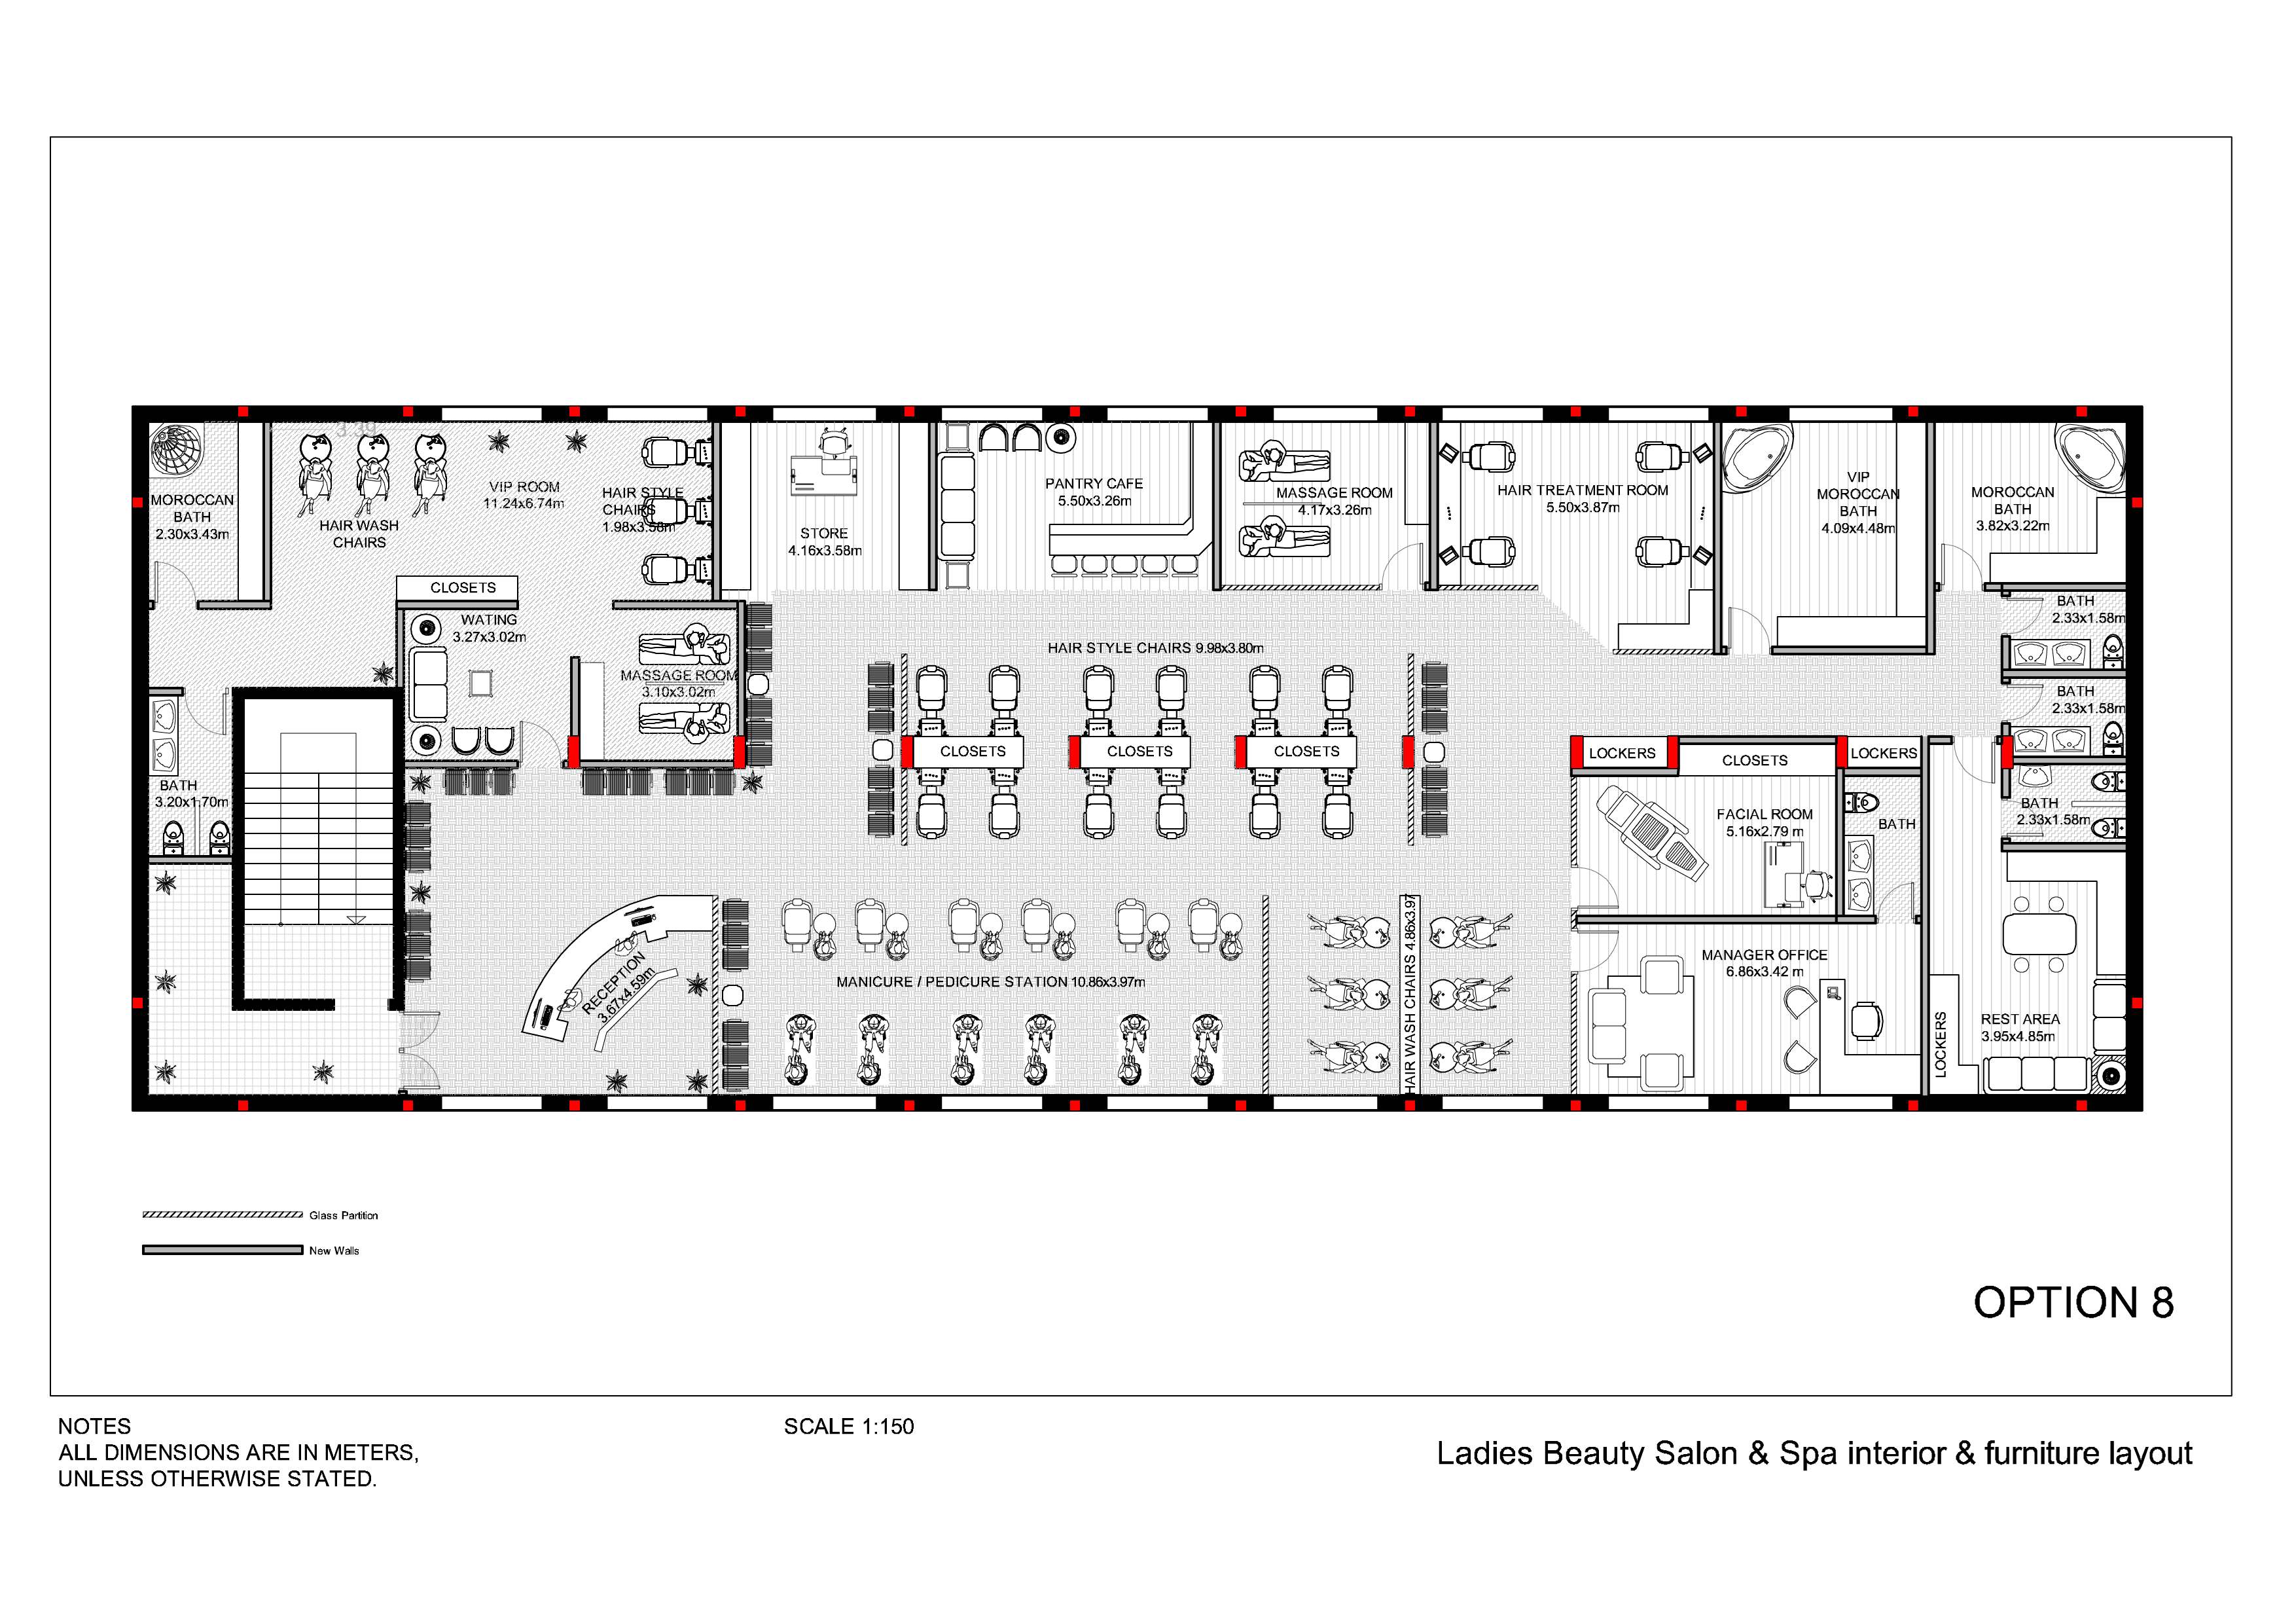 3.39
MOROCCAN
BATH
2.30x3.43m
HAIR WASH
CHAIRS
VIP ROOM
11.24x6.74m
HAIR STYLE
CHAIRS
1.98x3.58m
CLOSETS
STORE
4.16x3.58m
PANTRY CAFE
5.50x3.26m
MASSAGE ROOM
4.17x3.26m
HAIR TREATMENT ROOM
5.50x3.87m
VIP
MOROCCAN
BATH
4.09x4.48m
MOROCCAN
BATH
3.82x3.22m
WATING
3.27x3.02m
MASSAGE ROOM
3.10x3.02m
HAIR STYLE CHAIRS 9.98x3.80m
BATH
2.33x1.58m
BATH
2.33x1.58m
CLOSETS
CLOSETS
CLOSETS
LOCKERS
CLOSETS
LOCKERS
BATH
3.20x1.70m
FACIAL ROOM
5.16x2.79 m
BATH
BATH
2.33x1.58m
RECEPTION
3.67x4.59m
MANICURE / PEDICURE STATION 10.86x3.97m
HAIR WASH CHAIRS 4.86x3.97
MANAGER OFFICE
6.86x3.42 m
LOCKERS
REST AREA
3.95x4.85m
Glass Partition
New Walls
OPTION 8
NOTES
ALL DIMENSIONS ARE IN METERS,
UNLESS OTHERWISE STATED.
SCALE 1:150
Ladies Beauty Salon & Spa interior & furniture layout